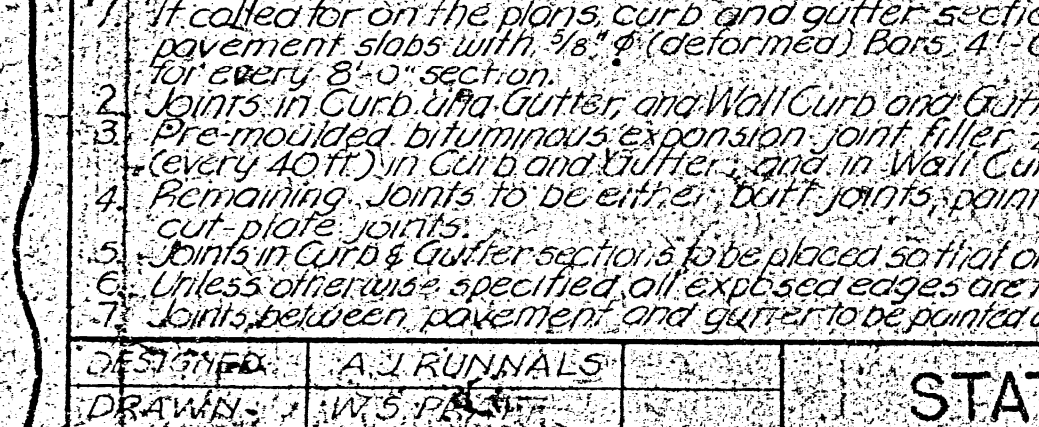 1. If called for on the plans, curb and gutter sectio
pavement slabs with 5/8" ϕ (deformed) Bars, 4'-
for every 8'-0" section.
2. Joints in Curb and Gutter, and Wall Curb and Gutt
3. Pre-moulded bituminous expansion joint filler
(every 40 ft.) in Curb and Gutter, and in Wall Cu
4. Remaining Joints to be either butt joints, paint
cut-plate joints.
5. Joints in Curb & Gutter sections to be placed so that
6. Unless otherwise specified all exposed edges are
7. Joints between pavement and gutter to be painted
DESIGNED A. J. RUNNALS
DRAWN W. S. STAT